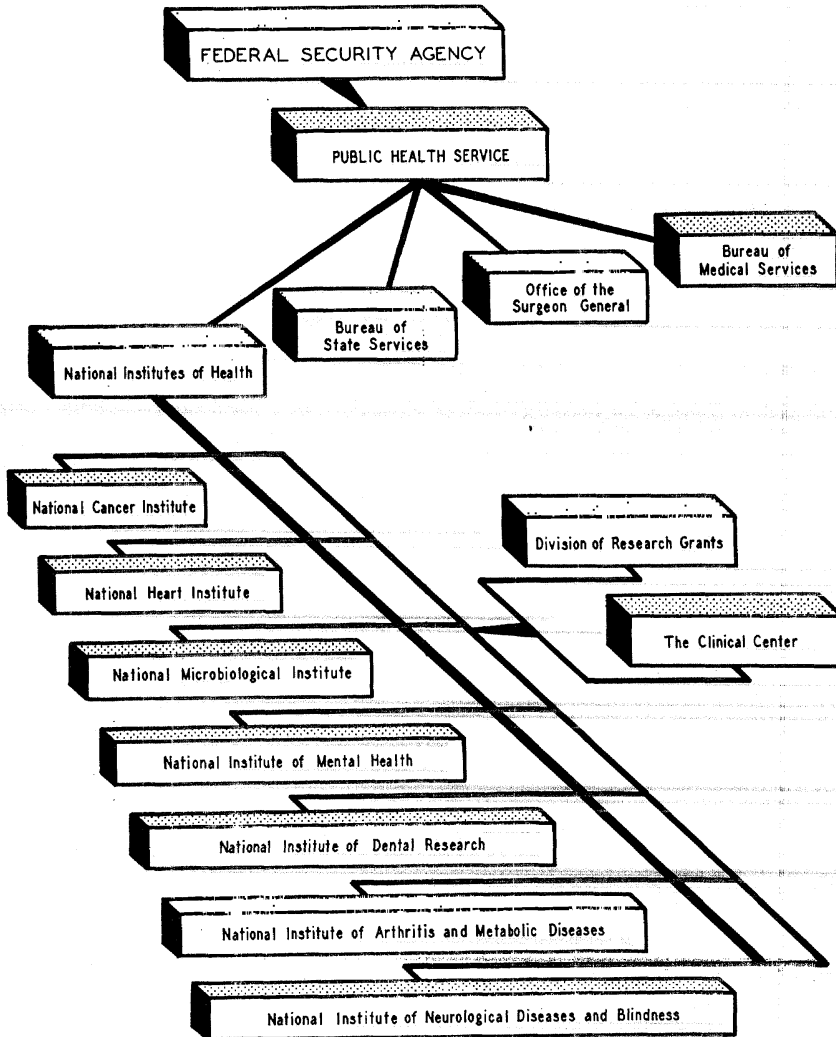 FEDERAL SECURITY AGENCY
PUBLIC HEALTH SERVICE
Bureau of
Medical Services
Office of the
Surgeon General
Bureau of
State Services
National Institutes of Health
National Cancer Institute
Division of Research Grants
National Heart Institute
The Clinical Center
National Microbiological Institute
National Institute of Mental Health
National Institute of Dental Research
National Institute of Arthritis and Metabolic Diseases
National Institute of Neurological Diseases and Blindness